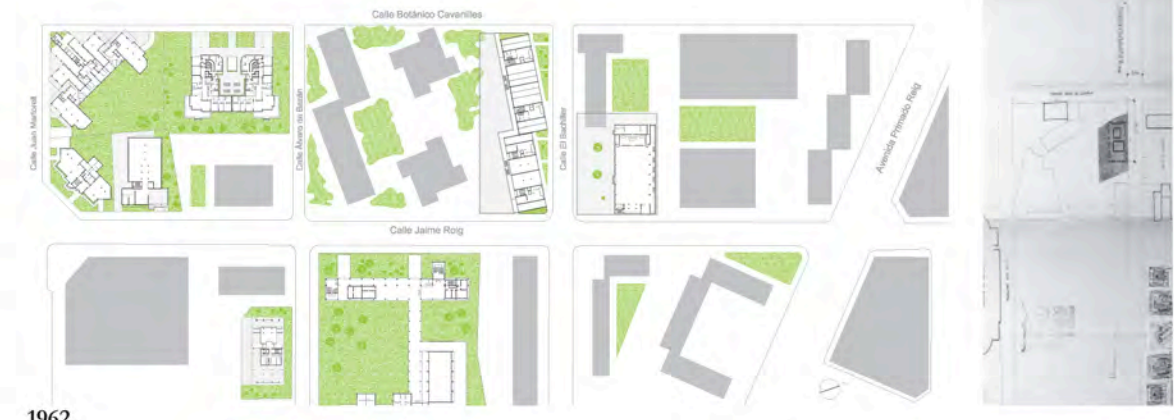 Calle Botánico Cavanilles
Calle Juan Martorell
Calle Álvaro de Bazán
Calle El Bachiller
Avenida Primado Reig
Calle Jaime Roig
1962